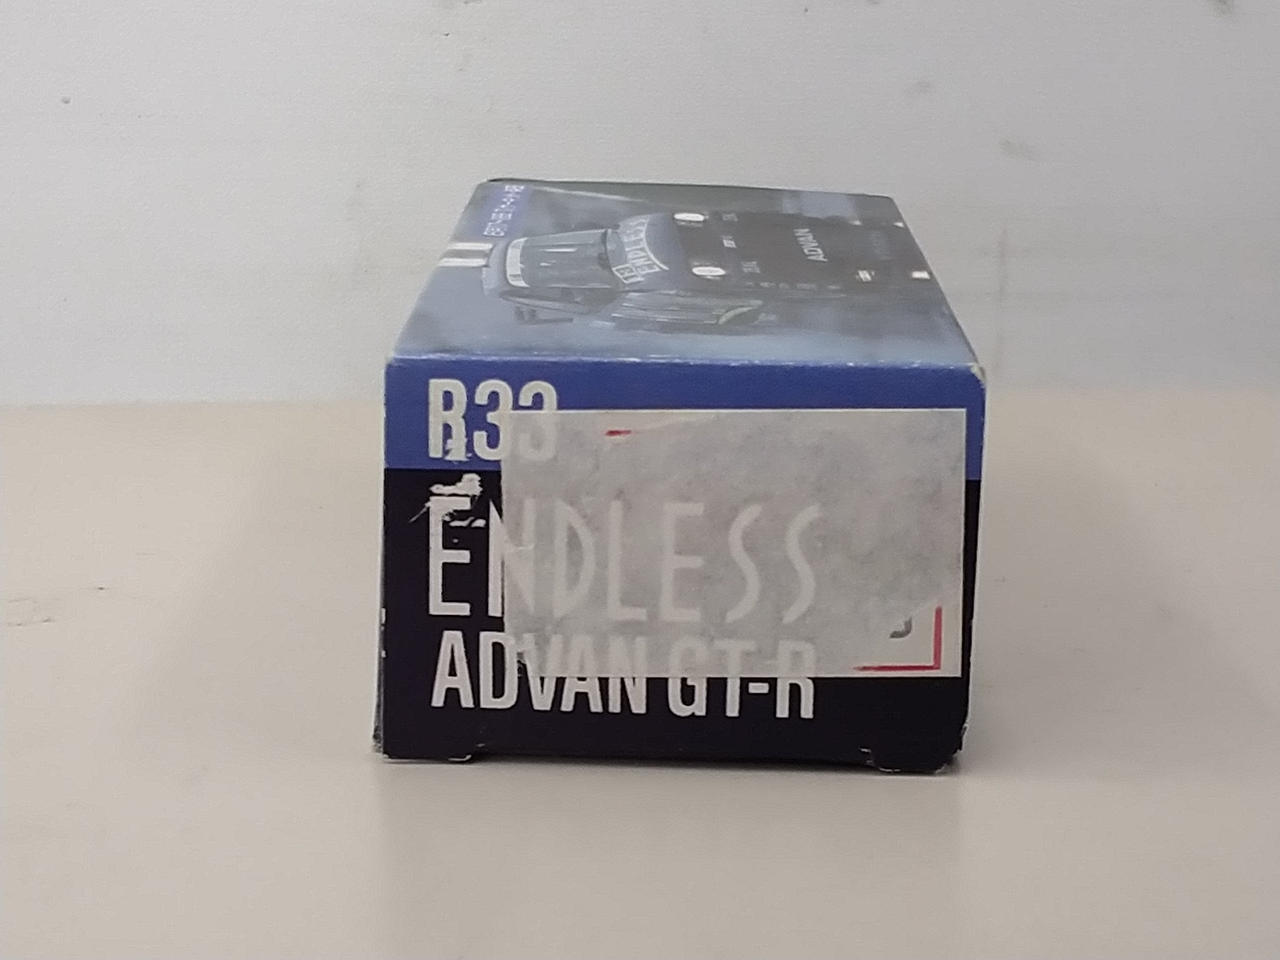 ENDLESS
ADVAN
R33
ENDLESS
ADVAN GT-R